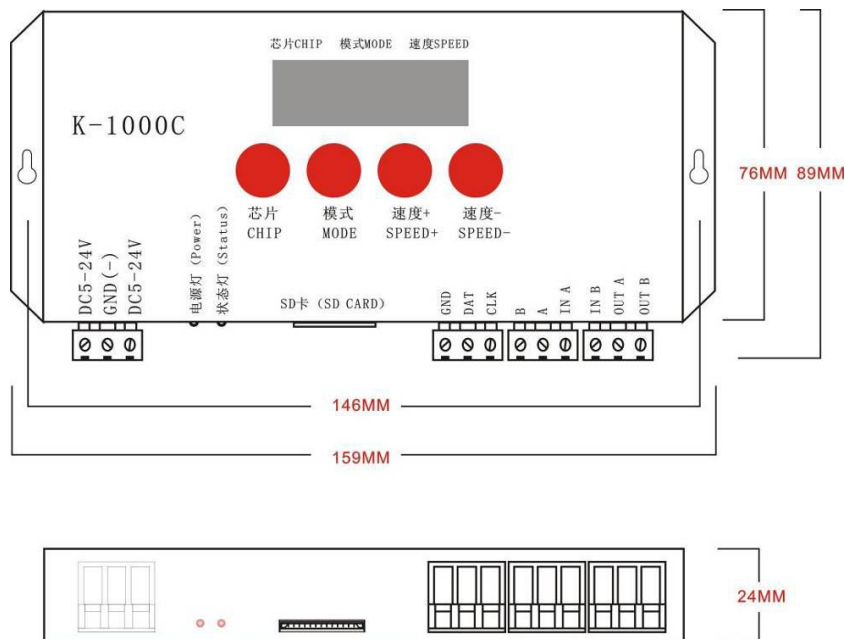 芯片CHIP 模式MODE 速度SPEED
K-1000C
芯片 模式 速度+ 速度-
CHIP MODE SPEED+ SPEED-
76MM 89MM
DC5-24V
GND(-)
DC5-24V
电源灯(Power)
状态灯(Status)
SD卡(SD CARD)
GND
DAT
CLK
B
A
IN A
IN B
OUT A
OUT B
146MM
159MM
24MM